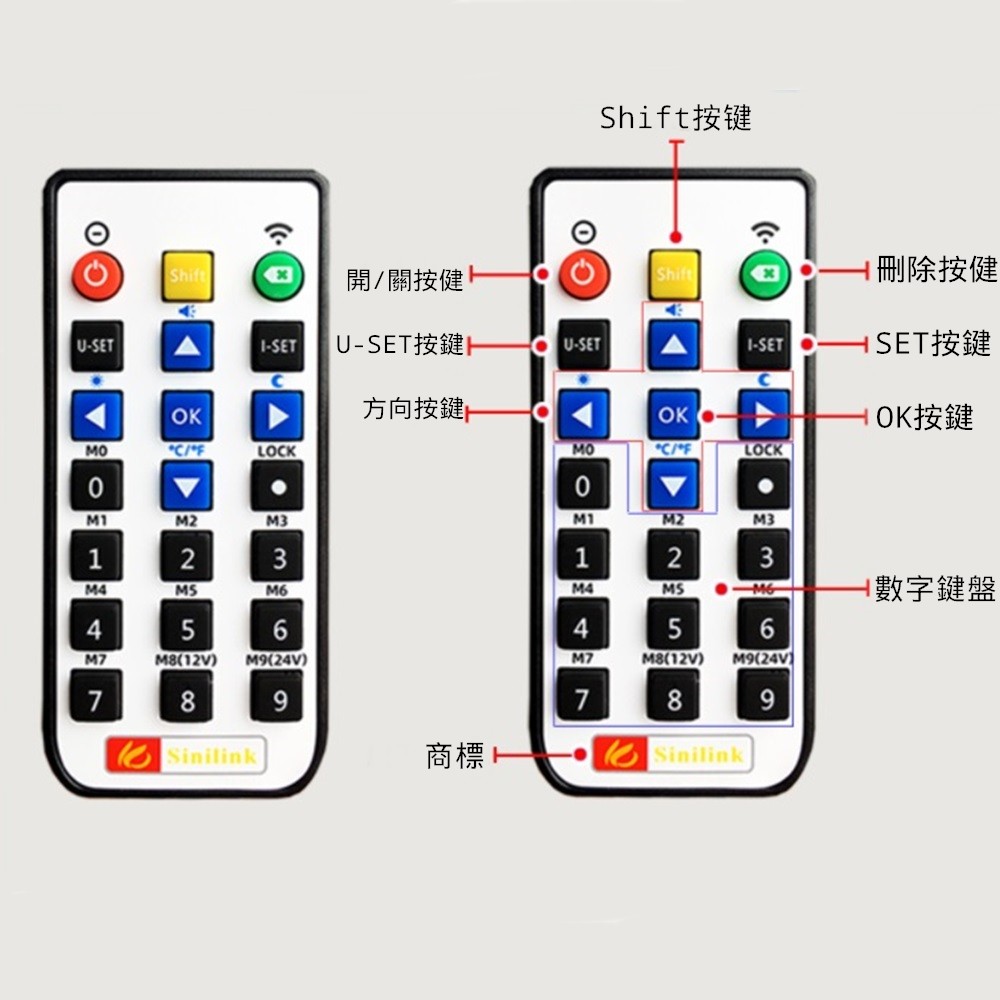 Shift按键
Shift
U-SET
I-SET
OK
M0
°C/°F
LOCK
0
M1
M2
M3
1
2
3
M4
M5
M6
4
5
6
M7
M8(12V)
M9(24V)
7
8
9
Sinilink
開/關按健
Shift
刪除按健
U-SET按鍵
U-SET
I-SET
SET按鍵
方向按鍵
OK
OK按鍵
M0
°C/°F
LOCK
0
M1
M2
M3
1
2
3
M4
M5
M6
數字鍵盤
4
5
6
M7
M8(12V)
M9(24V)
7
8
9
商標
Sinilink